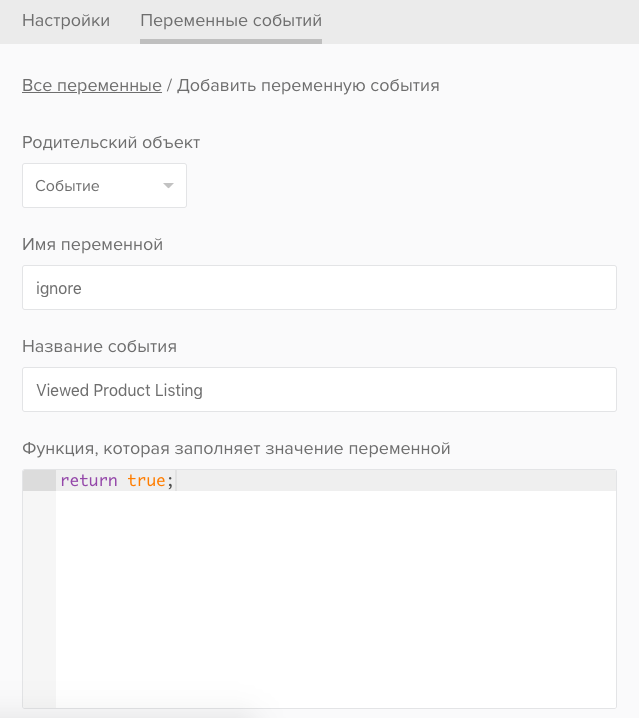 Настройки Переменные событий
Все переменные / Добавить переменную события
Родительский объект
Событие
Имя переменной
ignore
Название события
Viewed Product Listing
Функция, которая заполняет значение переменной
return true;